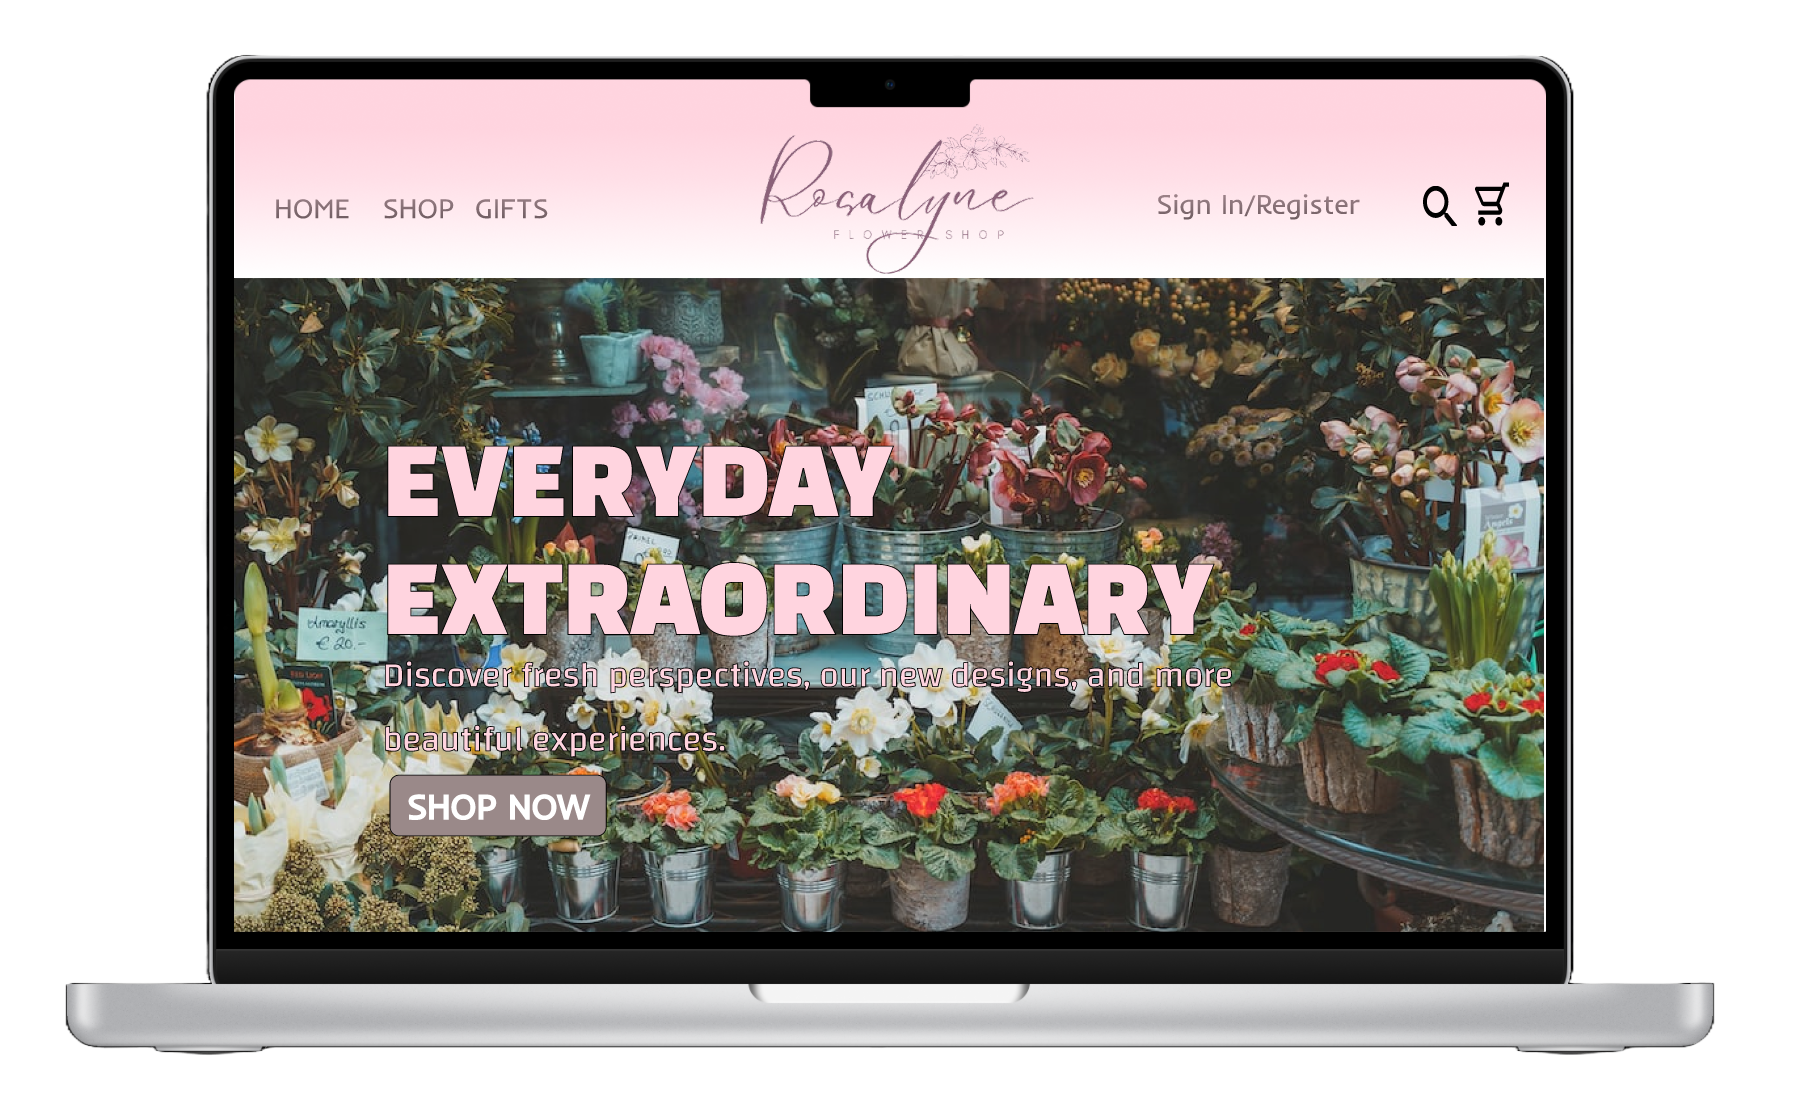 Rosalyne
FLOWER SHOP
HOME SHOP GIFTS
Sign In/Register
EVERYDAY
EXTRAORDINARY
Amaryllis
€ 20.-
Angels
Discover fresh perspectives, our new designs, and more
beautiful experiences.
SHOP NOW